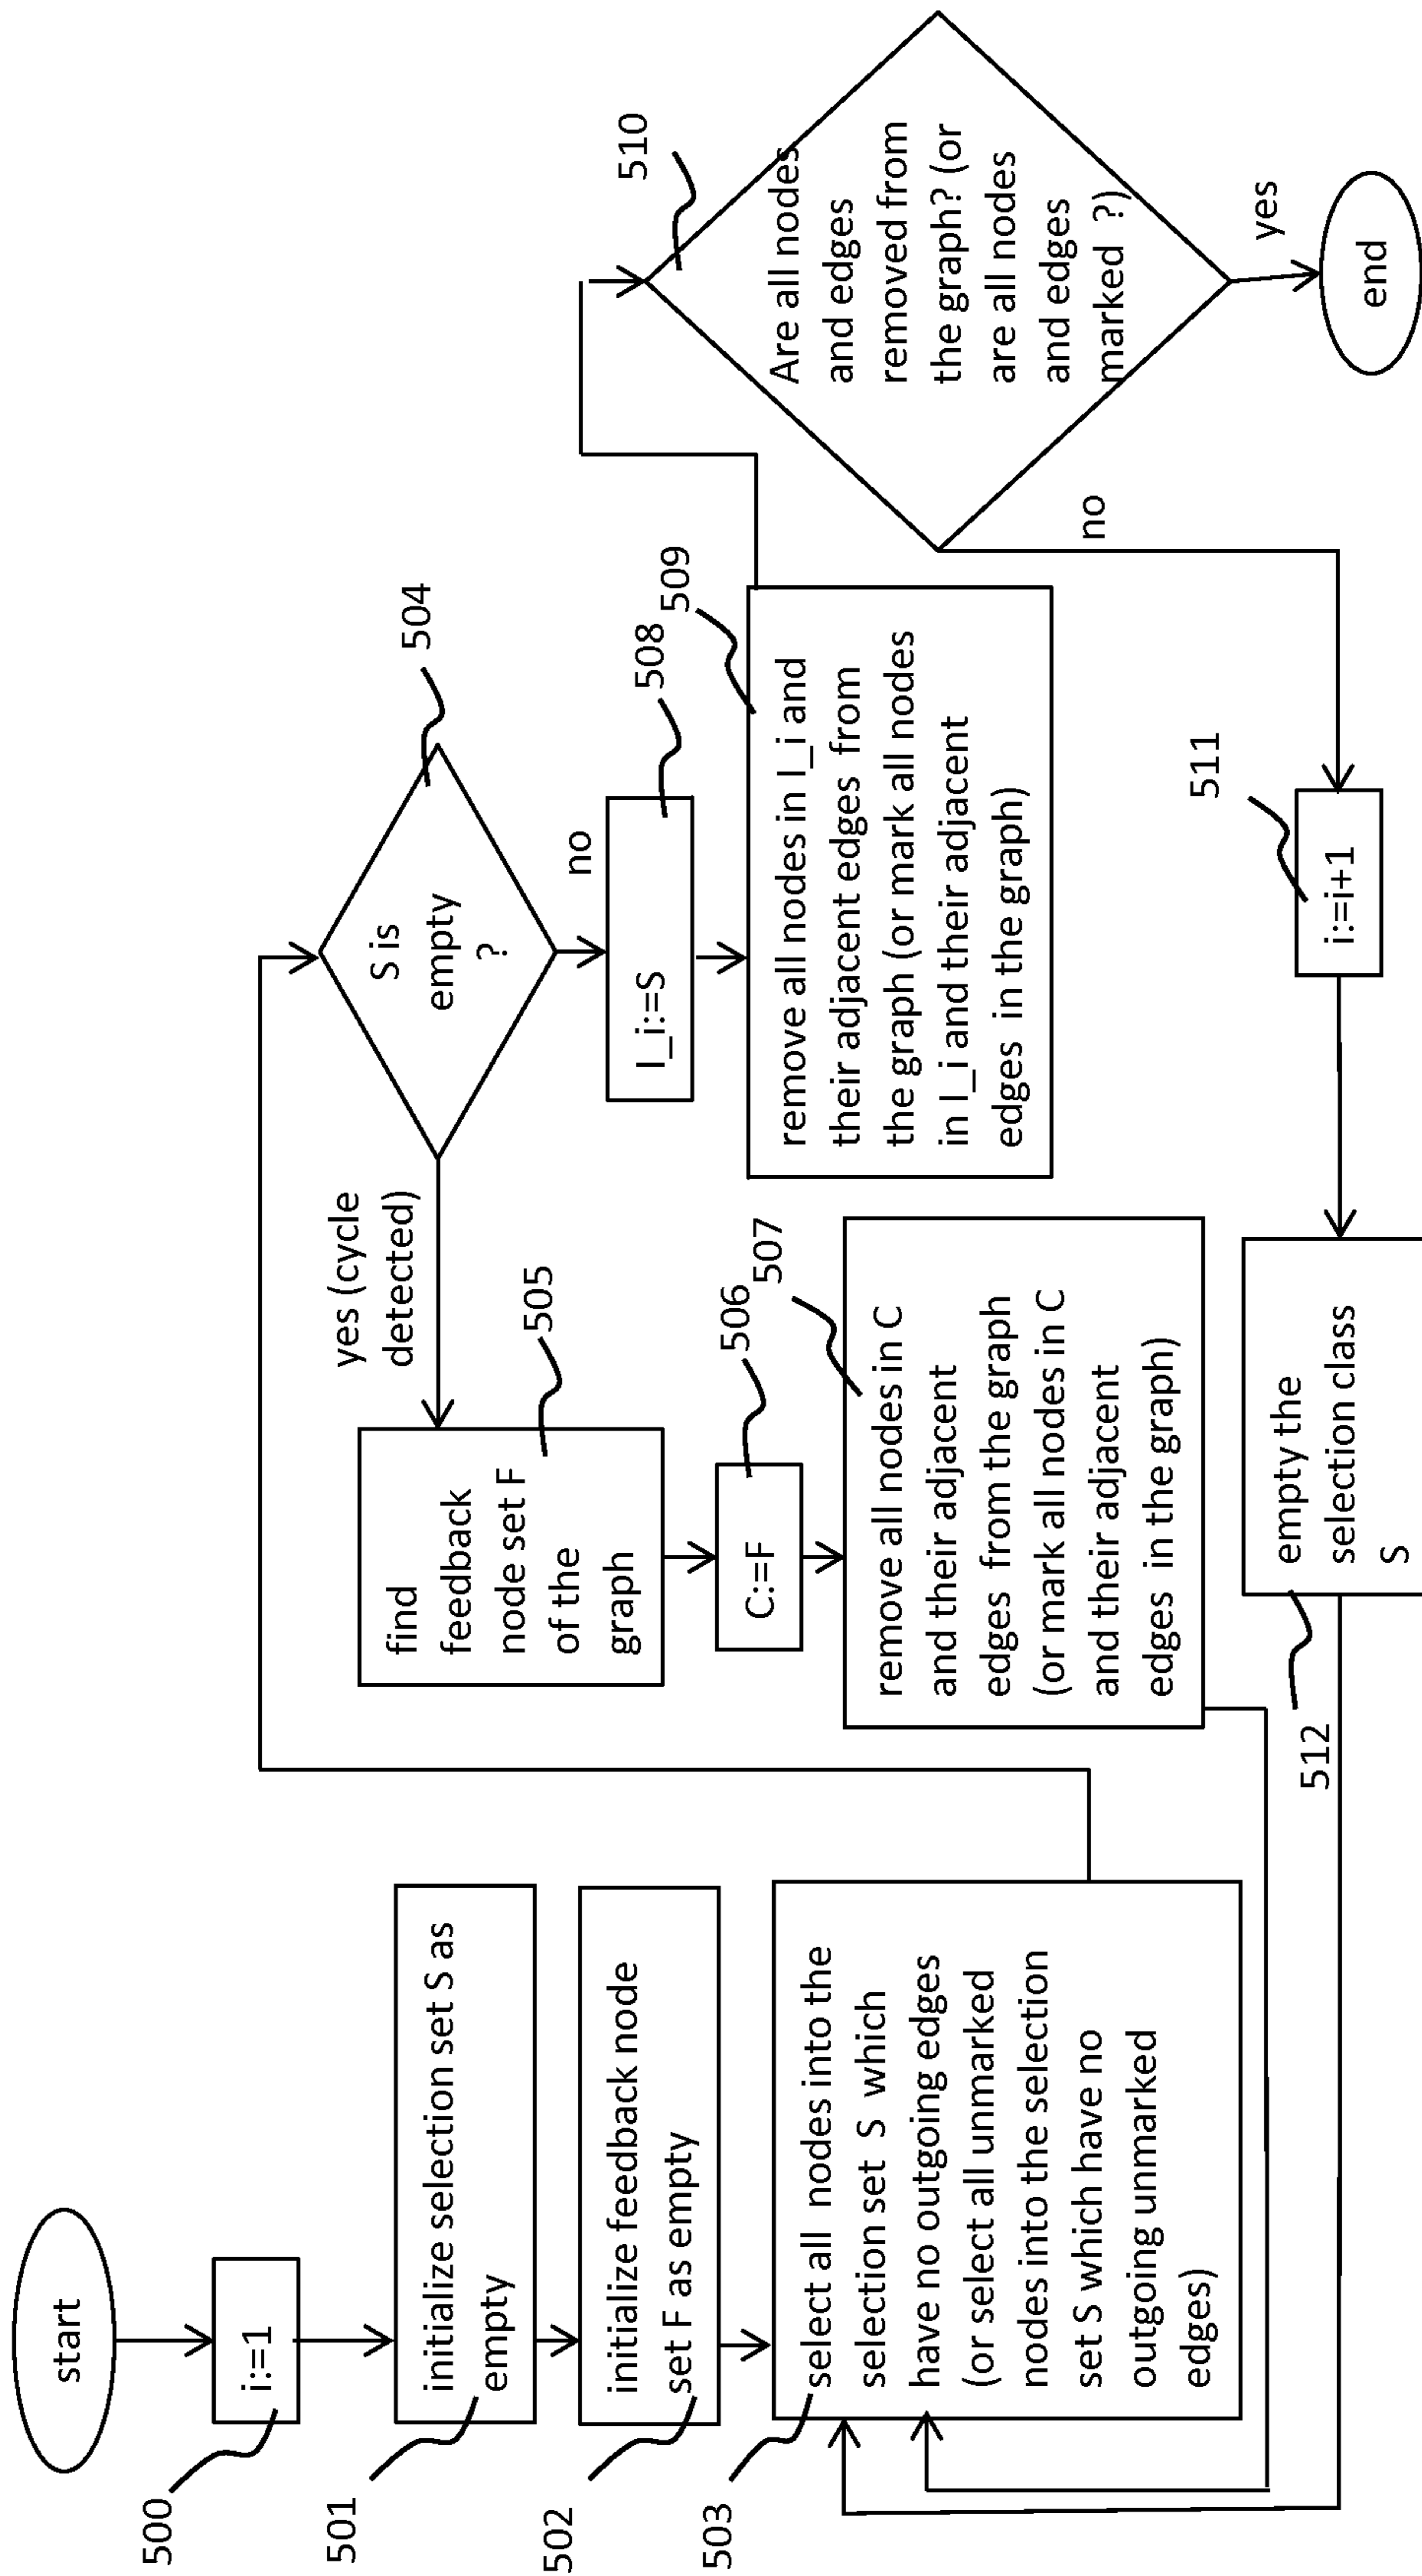 start
500
i:=1
501
initialize selection set S as
empty
502
initialize feedback node
set F as empty
503
select all nodes into the
selection set S which
have no outgoing edges
(or select all unmarked
nodes into the selection
set S which have no
outgoing unmarked
edges)
504
S is
empty
?
yes (cycle
detected)
505
find
feedback
node set F
of the
graph
506
C:=F
507
remove all nodes in C
and their adjacent
edges from the graph
(or mark all nodes in C
and their adjacent
edges in the graph)
no
508
I_i:=S
509
remove all nodes in I_i and
their adjacent edges from
the graph (or mark all nodes
in I_i and their adjacent
edges in the graph)
510
Are all nodes
and edges
removed from
the graph? (or
are all nodes
and edges
marked ?)
yes
end
no
511
i:=i+1
512
empty the
selection class
S